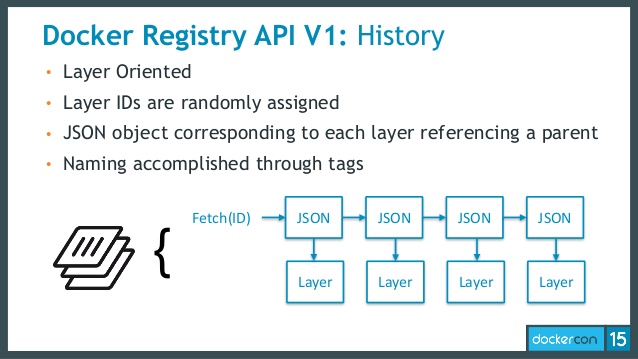 Docker Registry API V1: History
• Layer Oriented
• Layer IDs are randomly assigned
• JSON object corresponding to each layer referencing a parent
• Naming accomplished through tags
Fetch(ID) JSON JSON JSON JSON
{
Layer Layer Layer Layer
dockercon 15